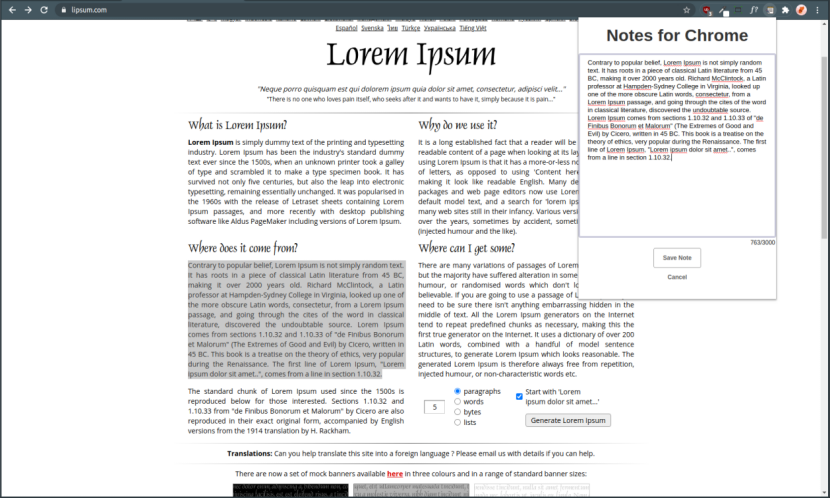 lipsum.com
Español Svenska ไทย Türkçe Українська Tiếng Việt
Lorem Ipsum
"Neque porro quisquam est qui dolorem ipsum quia dolor sit amet, consectetur, adipisci velit..."
"There is no one who loves pain itself, who seeks after it and wants to have it, simply because it is pain..."
What is Lorem Ipsum?
Lorem Ipsum is simply dummy text of the printing and typesetting
industry. Lorem Ipsum has been the industry's standard dummy
text ever since the 1500s, when an unknown printer took a galley
of type and scrambled it to make a type specimen book. It has
survived not only five centuries, but also the leap into electronic
typesetting, remaining essentially unchanged. It was popularised in
the 1960s with the release of Letraset sheets containing Lorem
Ipsum passages, and more recently with desktop publishing
software like Aldus PageMaker including versions of Lorem Ipsum.
Why do we use it?
It is a long established fact that a reader will be
readable content of a page when looking at its lay
using Lorem Ipsum is that it has a more-or-less no
of letters, as opposed to using 'Content here
making it look like readable English. Many de
packages and web page editors now use Lorem
default model text, and a search for 'lorem ips
many web sites still in their infancy. Various versi
over the years, sometimes by accident, someti
(injected humour and the like).
Where does it come from?
Contrary to popular belief, Lorem Ipsum is not simply random text.
It has roots in a piece of classical Latin literature from 45 BC,
making it over 2000 years old. Richard McClintock, a Latin
professor at Hampden-Sydney College in Virginia, looked up one of
the more obscure Latin words, consectetur, from a Lorem Ipsum
passage, and going through the cites of the word in classical
literature, discovered the undoubtable source. Lorem Ipsum
comes from sections 1.10.32 and 1.10.33 of "de Finibus Bonorum
et Malorum" (The Extremes of Good and Evil) by Cicero, written in
45 BC. This book is a treatise on the theory of ethics, very popular
during the Renaissance. The first line of Lorem Ipsum, "Lorem
ipsum dolor sit amet..", comes from a line in section 1.10.32.
The standard chunk of Lorem Ipsum used since the 1500s is
reproduced below for those interested. Sections 1.10.32 and
1.10.33 from "de Finibus Bonorum et Malorum" by Cicero are also
reproduced in their exact original form, accompanied by English
versions from the 1914 translation by H. Rackham.
Where can I get some?
There are many variations of passages of Lorem
but the majority have suffered alteration in some
humour, or randomised words which don't lo
believable. If you are going to use a passage of L
need to be sure there isn't anything embarrassing hidden in the
middle of text. All the Lorem Ipsum generators on the Internet
tend to repeat predefined chunks as necessary, making this the
first true generator on the Internet. It uses a dictionary of over 200
Latin words, combined with a handful of model sentence
structures, to generate Lorem Ipsum which looks reasonable. The
generated Lorem Ipsum is therefore always free from repetition,
injected humour, or non-characteristic words etc.
5
paragraphs
words
bytes
lists
Start with 'Lorem
ipsum dolor sit amet...'
Generate Lorem Ipsum
Translations: Can you help translate this site into a foreign language ? Please email us with details if you can help.
There are now a set of mock banners available here in three colours and in a range of standard banner sizes:
Notes for Chrome
Contrary to popular belief, Lorem Ipsum is not simply random
text. It has roots in a piece of classical Latin literature from 45
BC, making it over 2000 years old. Richard McClintock, a Latin
professor at Hampden-Sydney College in Virginia, looked up
one of the more obscure Latin words, consectetur, from a
Lorem Ipsum passage, and going through the cites of the word
in classical literature, discovered the undoubtable source.
Lorem Ipsum comes from sections 1.10.32 and 1.10.33 of "de
Finibus Bonorum et Malorum" (The Extremes of Good and
Evil) by Cicero, written in 45 BC. This book is a treatise on the
theory of ethics, very popular during the Renaissance. The first
line of Lorem Ipsum, "Lorem ipsum dolor sit amet..", comes
from a line in section 1.10.32.
763/3000
Save Note
Cancel